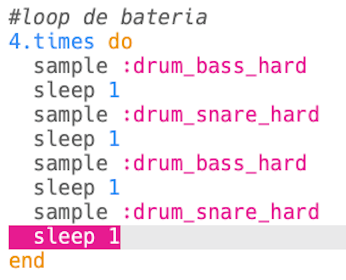 #loop de bateria
4.times do
  sample :drum_bass_hard
  sleep 1
  sample :drum_snare_hard
  sleep 1
  sample :drum_bass_hard
  sleep 1
  sample :drum_snare_hard
  sleep 1
end